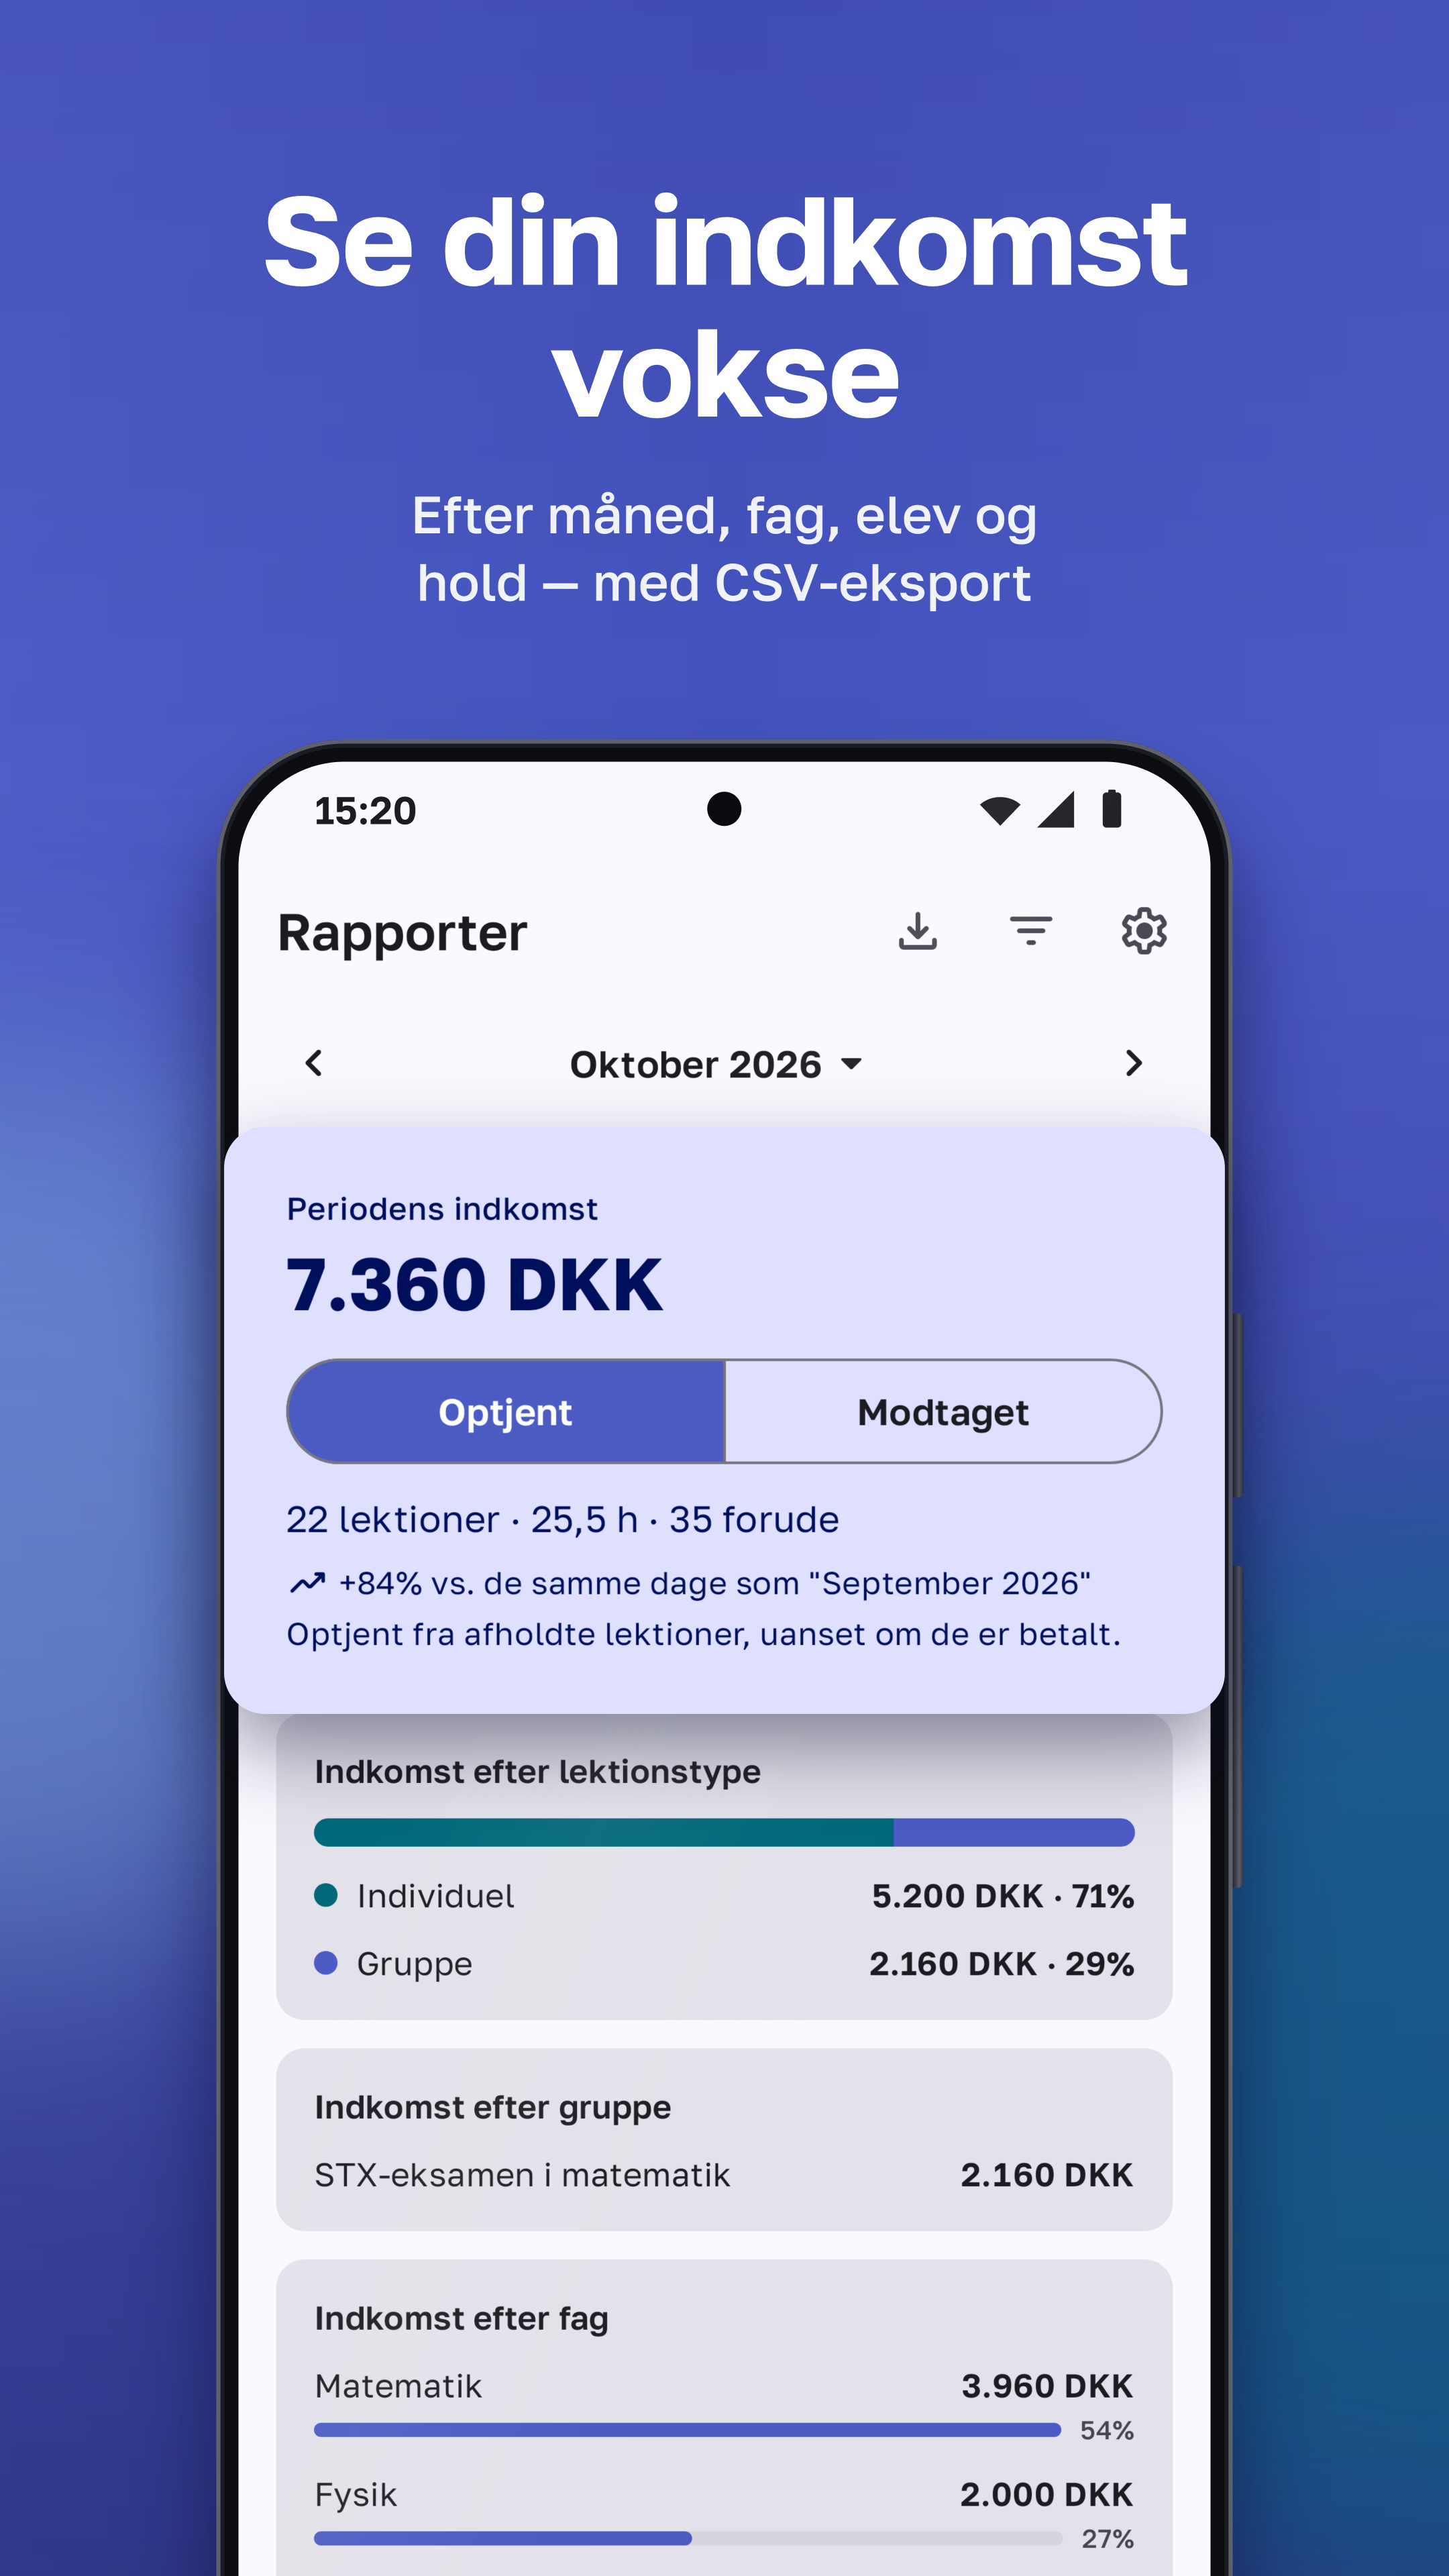 Se din indkomst
vokse
Efter måned, fag, elev og
hold — med CSV-eksport
15:20
Rapporter
Oktober 2026
Periodens indkomst
7.360 DKK
Optjent
Modtaget
22 lektioner · 25,5 h · 35 forude
+84% vs. de samme dage som "September 2026"
Optjent fra afholdte lektioner, uanset om de er betalt.
Indkomst efter lektionstype
Individuel 5.200 DKK · 71%
Gruppe 2.160 DKK · 29%
Indkomst efter gruppe
STX-eksamen i matematik 2.160 DKK
Indkomst efter fag
Matematik 3.960 DKK
54%
Fysik 2.000 DKK
27%